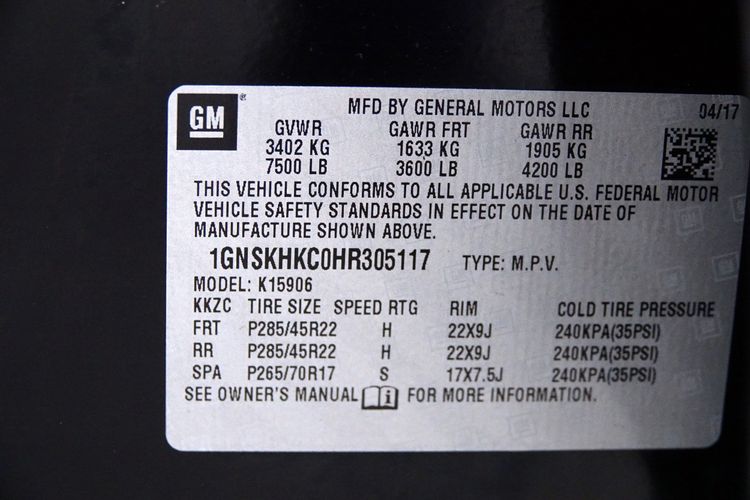 GM® MFD BY GENERAL MOTORS LLC 04/17
GVWR GAWR FRT GAWR RR
3402 KG 1633 KG 1905 KG
7500 LB 3600 LB 4200 LB
THIS VEHICLE CONFORMS TO ALL APPLICABLE U.S. FEDERAL MOTOR
VEHICLE SAFETY STANDARDS IN EFFECT ON THE DATE OF
MANUFACTURE SHOWN ABOVE.
1GNSKHKC0HR305117 TYPE: M.P.V.
MODEL: K15906
KKZC TIRE SIZE SPEED RTG RIM COLD TIRE PRESSURE
FRT P285/45R22 H 22X9J 240KPA(35PSI)
RR P285/45R22 H 22X9J 240KPA(35PSI)
SPA P265/70R17 S 17X7.5J 240KPA(35PSI)
SEE OWNER'S MANUAL i FOR MORE INFORMATION.